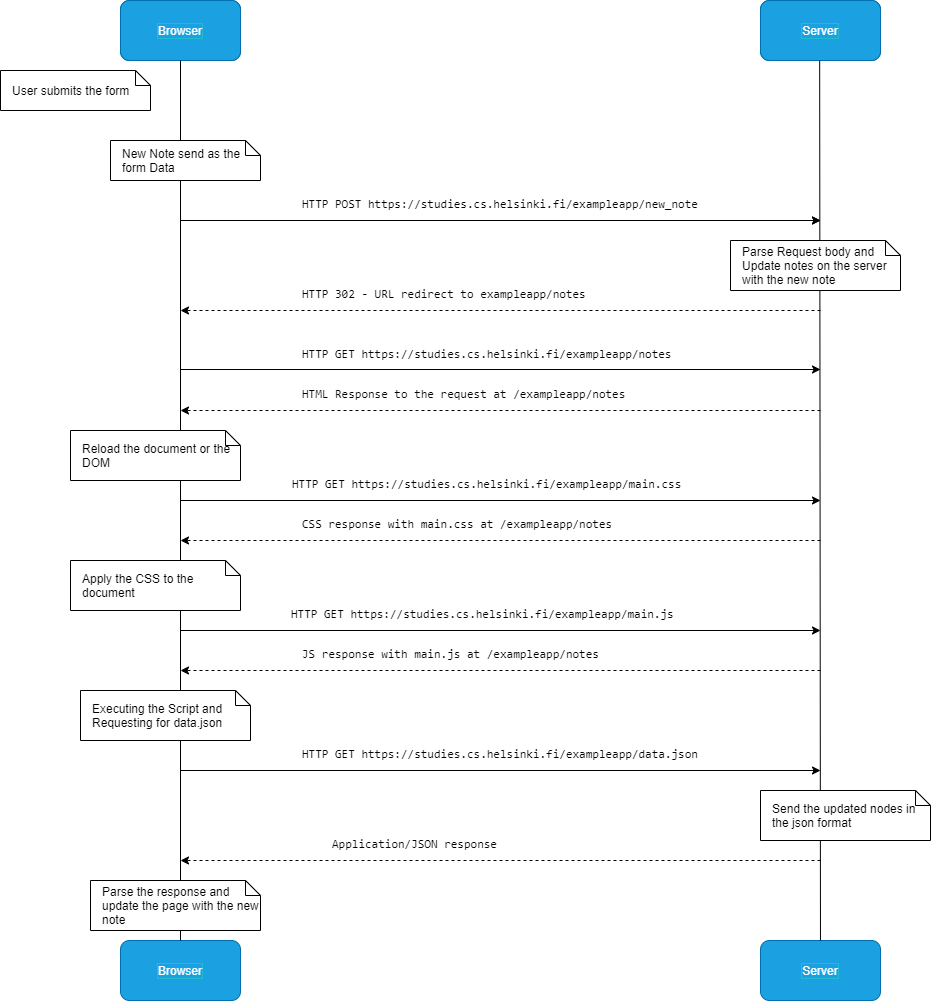 Browser
Server
User submits the form
New Note send as the
form Data
HTTP POST https://studies.cs.helsinki.fi/exampleapp/new_note
Parse Request body and
Update notes on the server
with the new note
HTTP 302 - URL redirect to exampleapp/notes
HTTP GET https://studies.cs.helsinki.fi/exampleapp/notes
HTML Response to the request at /exampleapp/notes
Reload the document or the
DOM
HTTP GET https://studies.cs.helsinki.fi/exampleapp/main.css
CSS response with main.css at /exampleapp/notes
Apply the CSS to the
document
HTTP GET https://studies.cs.helsinki.fi/exampleapp/main.js
JS response with main.js at /exampleapp/notes
Executing the Script and
Requesting for data.json
HTTP GET https://studies.cs.helsinki.fi/exampleapp/data.json
Send the updated nodes in
the json format
Application/JSON response
Parse the response and
update the page with the new
note
Browser
Server